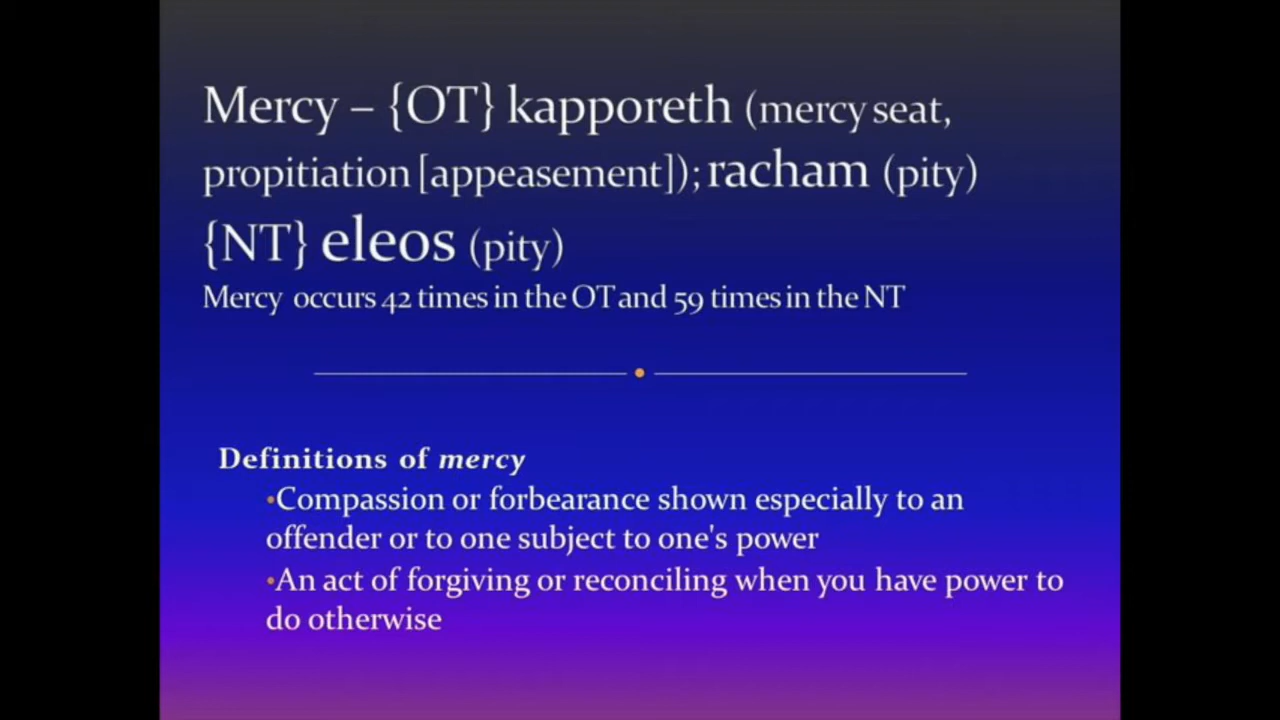 Mercy – {OT} kapporeth (mercy seat,
propitiation [appeasement]); racham (pity)
{NT} eleos (pity)
Mercy occurs 42 times in the OT and 59 times in the NT
Definitions of mercy
•Compassion or forbearance shown especially to an
offender or to one subject to one's power
•An act of forgiving or reconciling when you have power to
do otherwise